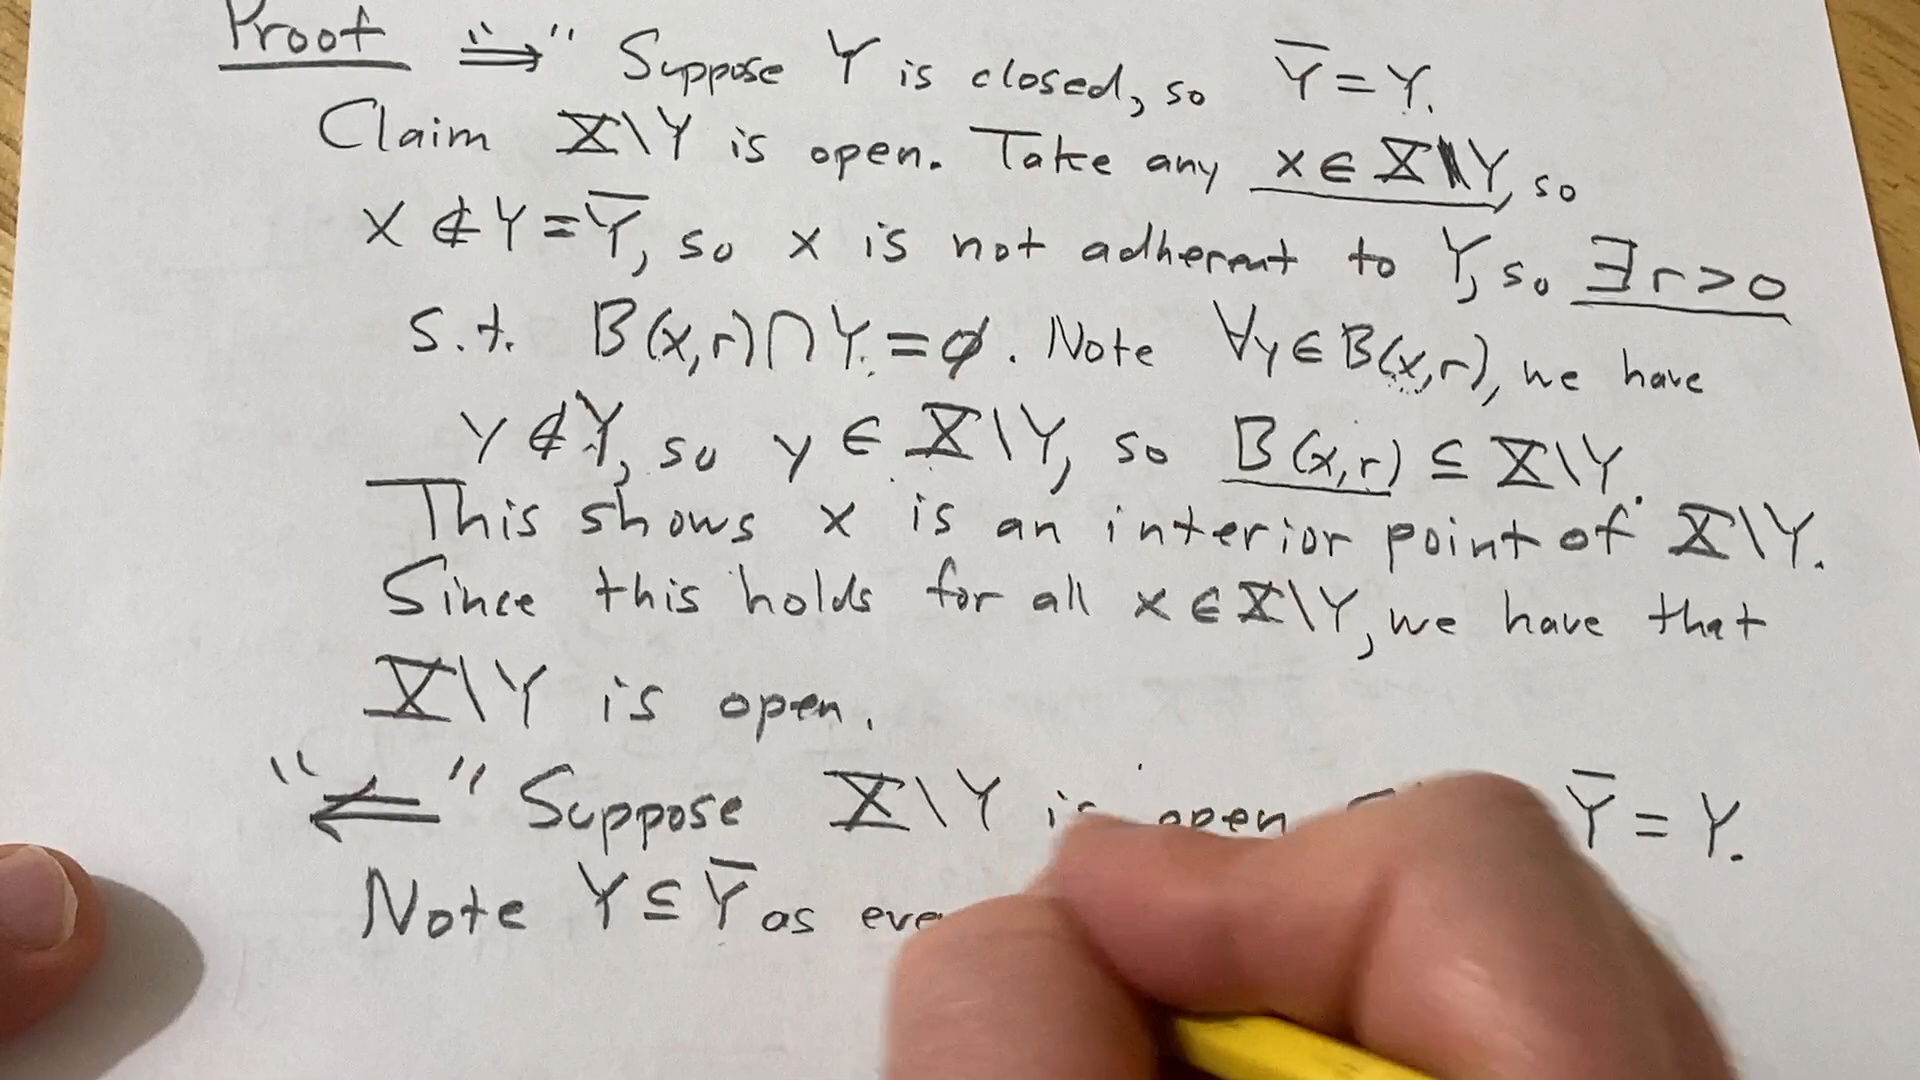 Proof "⟹" Suppose Y is closed, so Y̅ = Y.
Claim X\Y is open. Take any x ∈ X\Y, so
x ∉ Y = Y̅, so x is not adherent to Y, so ∃r>0
s.t. B(x,r)∩Y = ∅. Note ∀y∈B(x,r), we have
y ∉ Y, so y ∈ X\Y, so B(x,r) ⊆ X\Y.
This shows x is an interior point of X\Y.
Since this holds for all x ∈ X\Y, we have that
X\Y is open.
"⟸" Suppose X\Y is open Y̅ = Y.
Note Y ⊆ Y̅ as